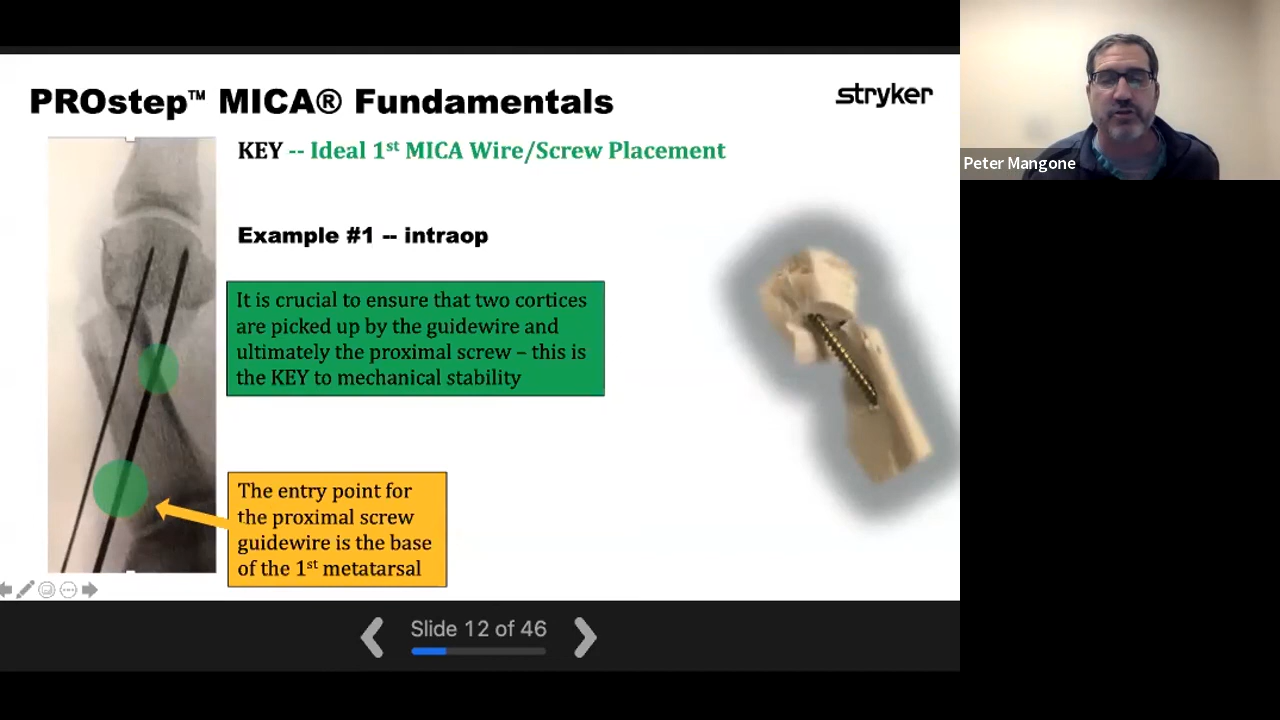 PROstep™ MICA® Fundamentals
stryker
KEY -- Ideal 1st MICA Wire/Screw Placement
Example #1 -- intraop
It is crucial to ensure that two cortices
are picked up by the guidewire and
ultimately the proximal screw – this is
the KEY to mechanical stability
The entry point for
the proximal screw
guidewire is the base
of the 1st metatarsal
Slide 12 of 46
Peter Mangone